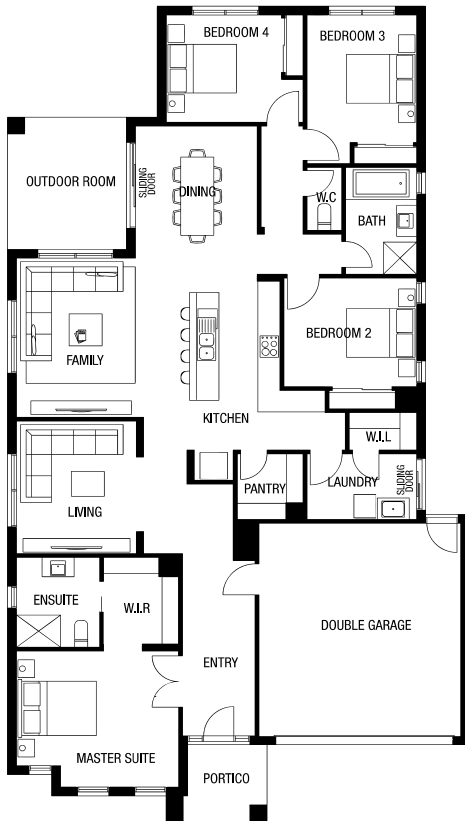 BEDROOM 4
BEDROOM 3
OUTDOOR ROOM
SLIDING
DOOR
DINING
W.C
BATH
BEDROOM 2
FAMILY
KITCHEN
W.I.L
LIVING
PANTRY
LAUNDRY
SLIDING
DOOR
ENSUITE
W.I.R
DOUBLE GARAGE
ENTRY
MASTER SUITE
PORTICO